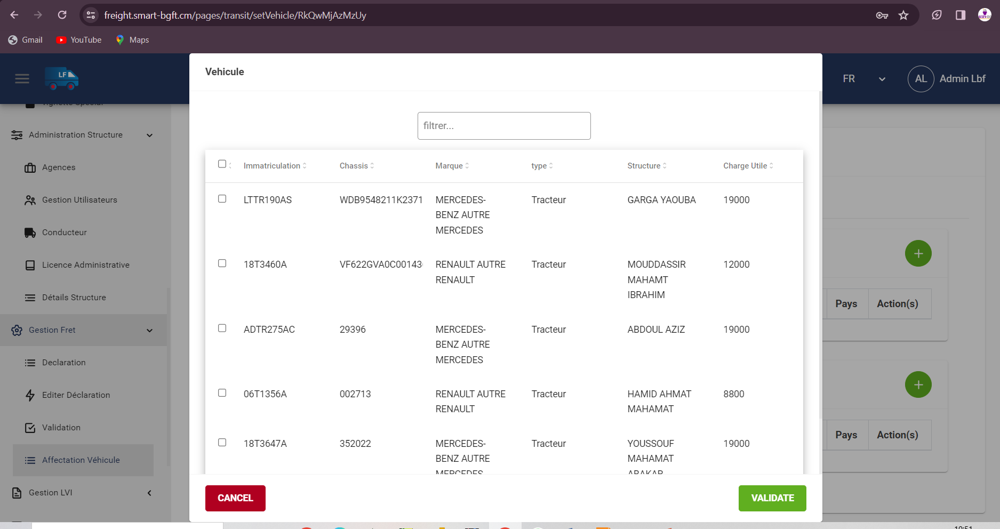 freight.smart-bgft.cm/pages/transit/setVehicle/RkQwMjAzMzUy
Gmail
YouTube
Maps
LF
FR
AL
Admin Lbf
Administration Structure
Agences
Gestion Utilisateurs
Conducteur
Licence Administrative
Détails Structure
Gestion Fret
Declaration
Editer Déclaration
Validation
Affectation Véhicule
Gestion LVI
Vehicule
filtrer...
Immatriculation Chassis Marque type Structure Charge Utile
LTTR190AS WDB9548211K2371 MERCEDES- Tracteur GARGA YAOUBA 19000
BENZ AUTRE
MERCEDES
18T3460A VF622GVA0C00143 RENAULT AUTRE Tracteur MOUDDASSIR 12000
RENAULT MAHAMT
IBRAHIM
ADTR275AC 29396 MERCEDES- Tracteur ABDOUL AZIZ 19000
BENZ AUTRE
MERCEDES
06T1356A 002713 RENAULT AUTRE Tracteur HAMID AHMAT 8800
RENAULT MAHAMAT
18T3647A 352022 MERCEDES- Tracteur YOUSSOUF 19000
BENZ AUTRE MAHAMAT
MERCEDES ABAKAR
CANCEL
VALIDATE
Pays Action(s)
Pays Action(s)
10:51